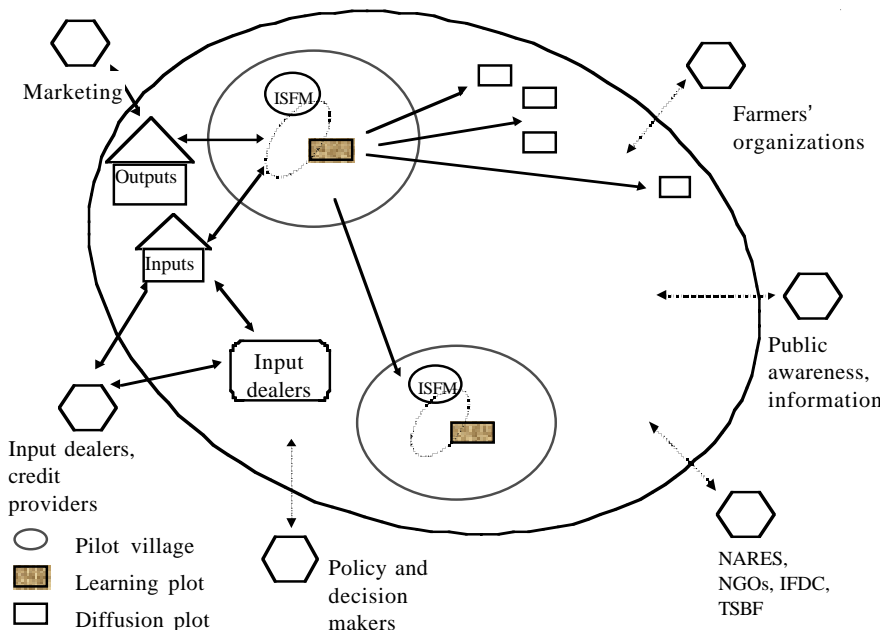 Marketing
ISFM
Outputs
Farmers'
organizations
Inputs
Input
dealers
ISFM
Public
awareness,
information
Input dealers,
credit
providers
Pilot village
Learning plot
Diffusion plot
Policy and
decision
makers
NARES,
NGOs, IFDC,
TSBF